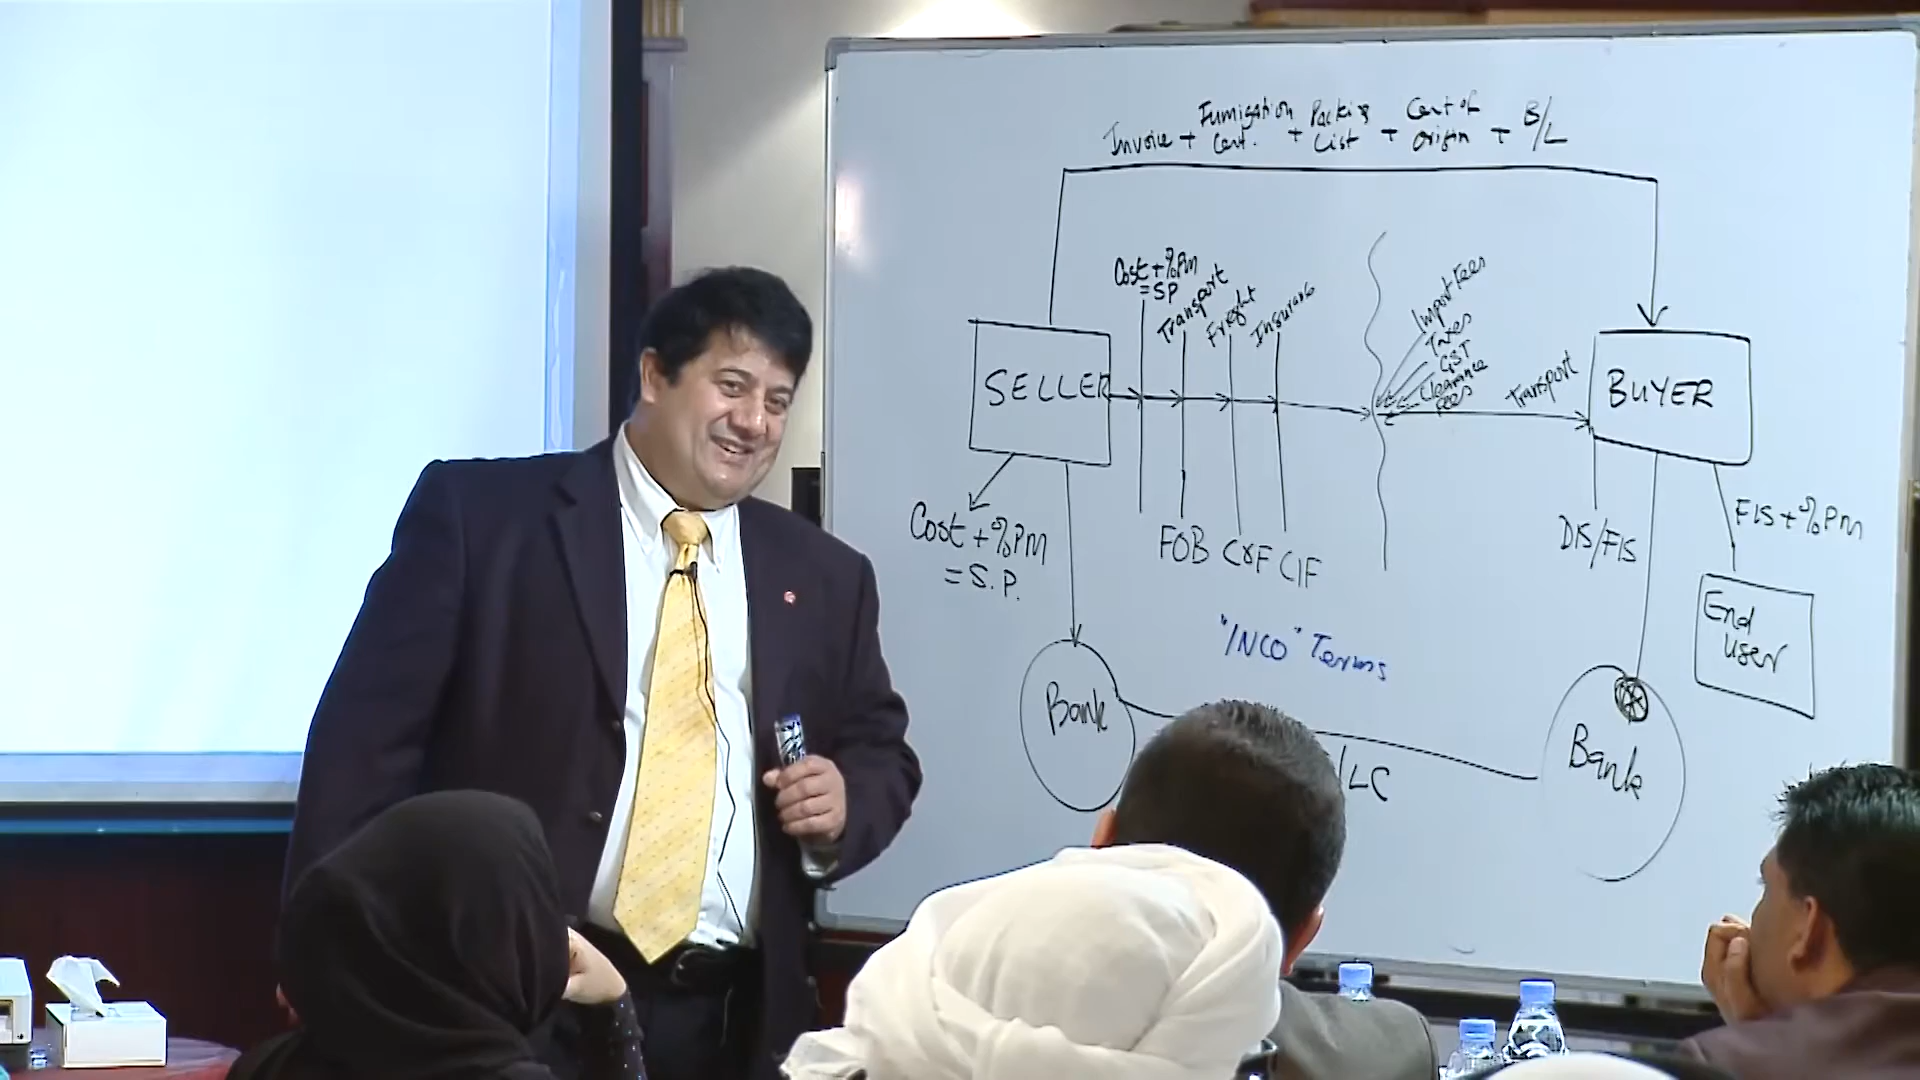 Invoice + Fumigation Cert. + Packing List + Cert of origin + B/L
Cost + %PM
= SP
Transport
Freight
Insurance
Import Fees
Taxes
GST
Clearance
Fees
Transport
SELLER
BUYER
Cost + %PM
= S.P.
FOB
C&F
CIF
DIS/FIS
FIS + %PM
End
user
"INCO" Terms
Bank
LC
Bank